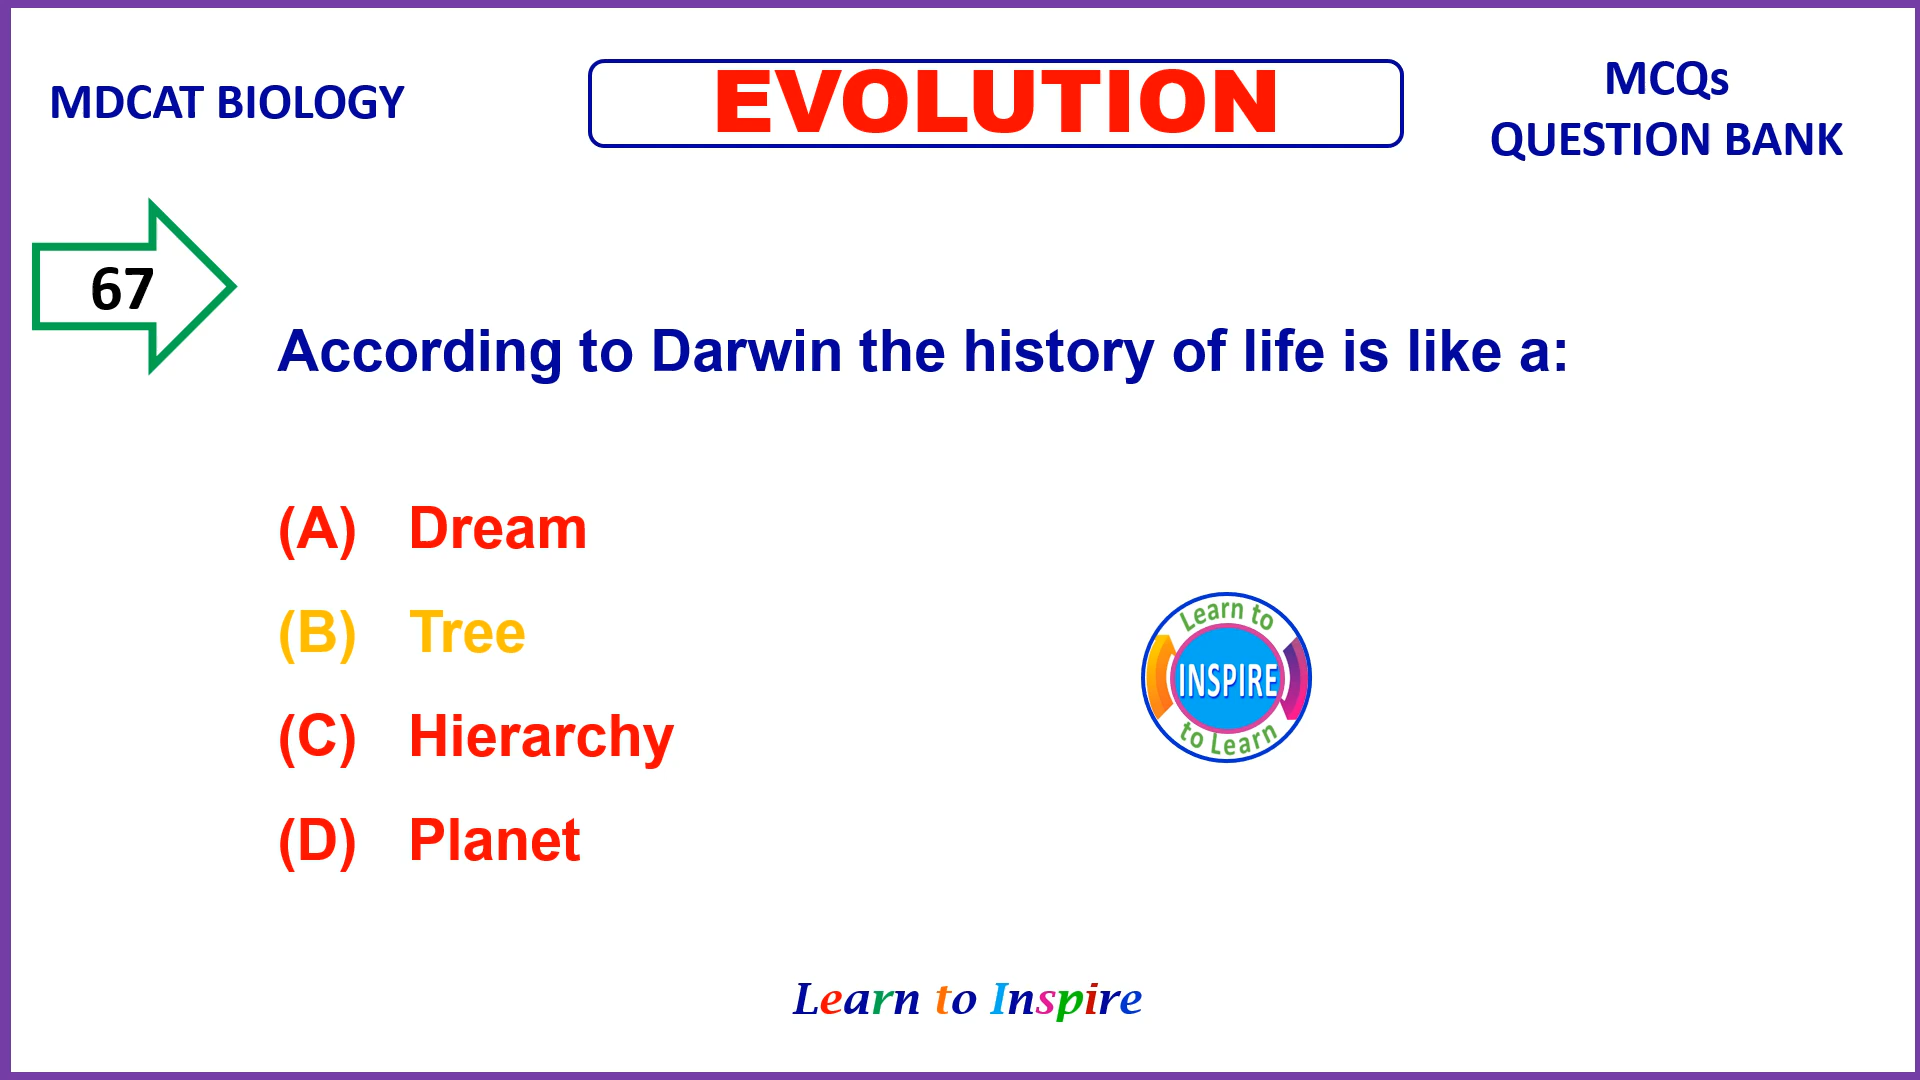 MDCAT BIOLOGY
EVOLUTION
MCQs
QUESTION BANK
67
According to Darwin the history of life is like a:
(A) Dream
(B) Tree
(C) Hierarchy
(D) Planet
Learn to
INSPIRE
to Learn
Learn to Inspire